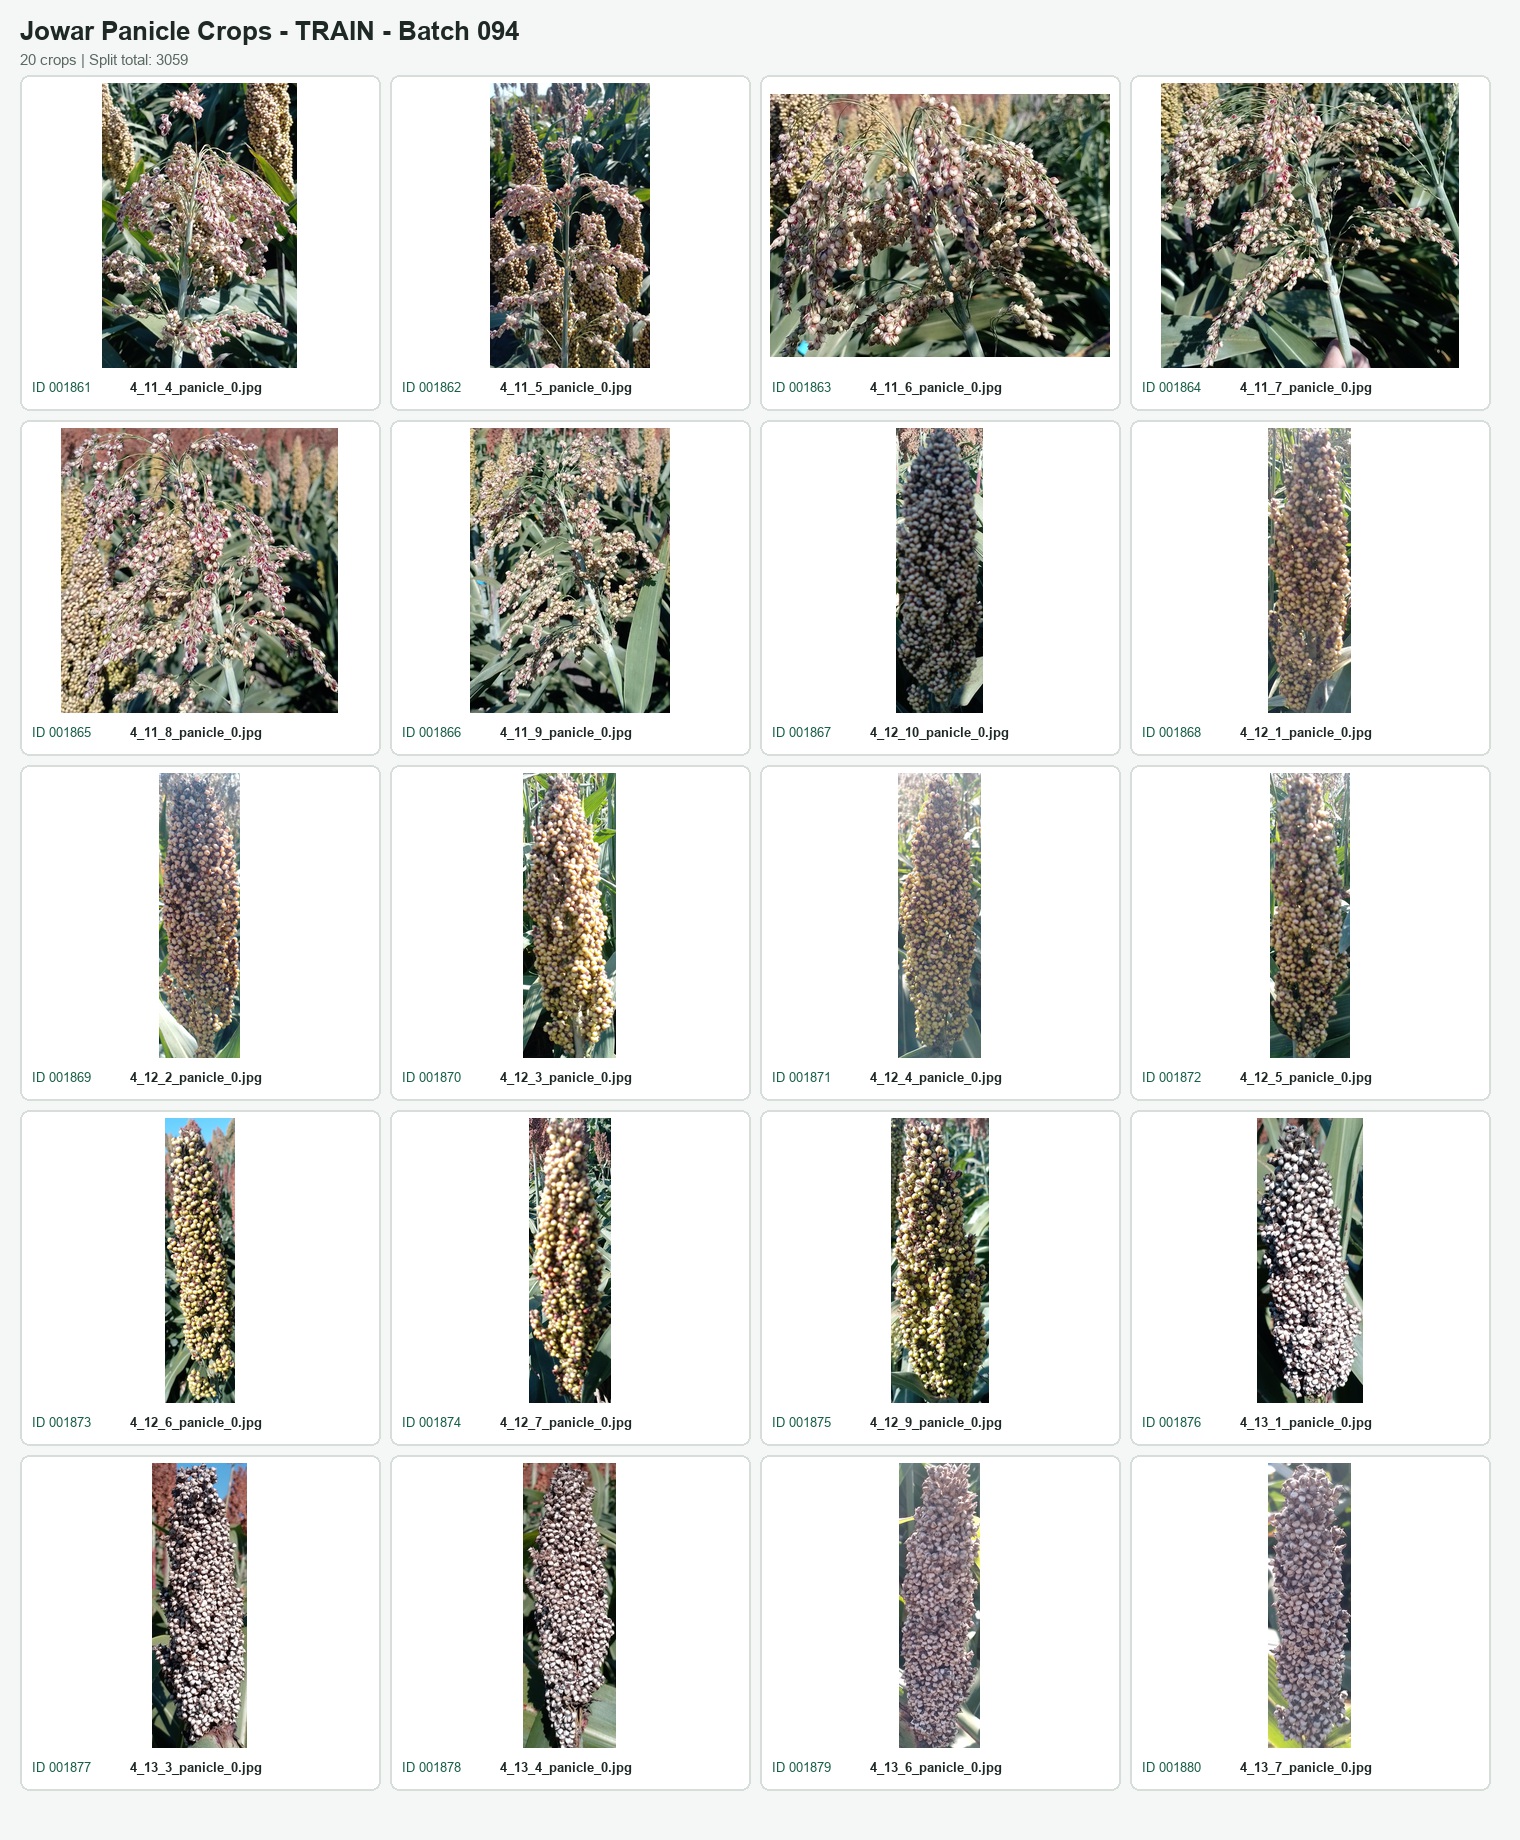 Jowar Panicle Crops - TRAIN - Batch 094
20 crops | Split total: 3059
ID 001861 4_11_4_panicle_0.jpg
ID 001862 4_11_5_panicle_0.jpg
ID 001863 4_11_6_panicle_0.jpg
ID 001864 4_11_7_panicle_0.jpg
ID 001865 4_11_8_panicle_0.jpg
ID 001866 4_11_9_panicle_0.jpg
ID 001867 4_12_10_panicle_0.jpg
ID 001868 4_12_1_panicle_0.jpg
ID 001869 4_12_2_panicle_0.jpg
ID 001870 4_12_3_panicle_0.jpg
ID 001871 4_12_4_panicle_0.jpg
ID 001872 4_12_5_panicle_0.jpg
ID 001873 4_12_6_panicle_0.jpg
ID 001874 4_12_7_panicle_0.jpg
ID 001875 4_12_9_panicle_0.jpg
ID 001876 4_13_1_panicle_0.jpg
ID 001877 4_13_3_panicle_0.jpg
ID 001878 4_13_4_panicle_0.jpg
ID 001879 4_13_6_panicle_0.jpg
ID 001880 4_13_7_panicle_0.jpg